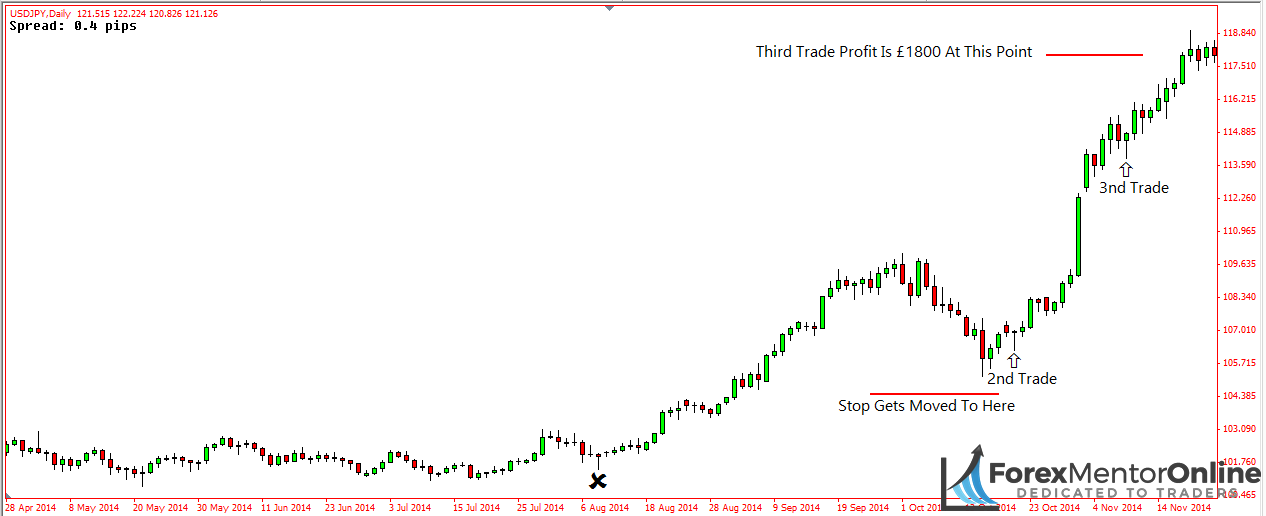 USDJPY,Daily 121.515 122.224 120.826 121.126
Spread: 0.4 pips
Third Trade Profit Is £1800 At This Point
3nd Trade
2nd Trade
Stop Gets Moved To Here
118.840
117.510
116.215
114.885
113.590
112.260
110.965
109.635
108.340
107.010
105.715
104.385
103.090
101.760
.465
ForexMentorOnline
DEDICATED TO TRADERS
28 Apr 2014 8 May 2014 20 May 2014 30 May 2014 11 Jun 2014 23 Jun 2014 3 Jul 2014 15 Jul 2014 25 Jul 2014 6 Aug 2014 18 Aug 2014 28 Aug 2014 9 Sep 2014 19 Sep 2014 1 Oct 2014 23 Oct 2014 4 Nov 2014 14 Nov 2014